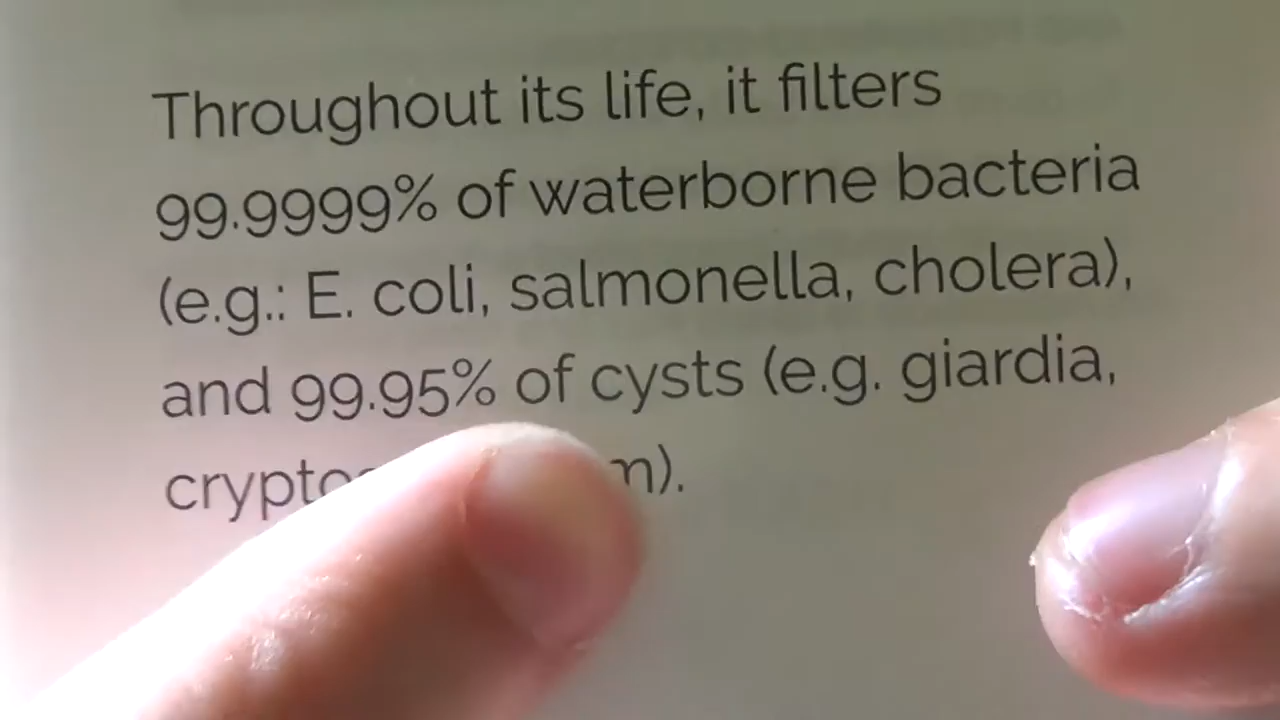 Throughout its life, it filters
99.9999% of waterborne bacteria
(e.g.: E. coli, salmonella, cholera),
and 99.95% of cysts (e.g. giardia,